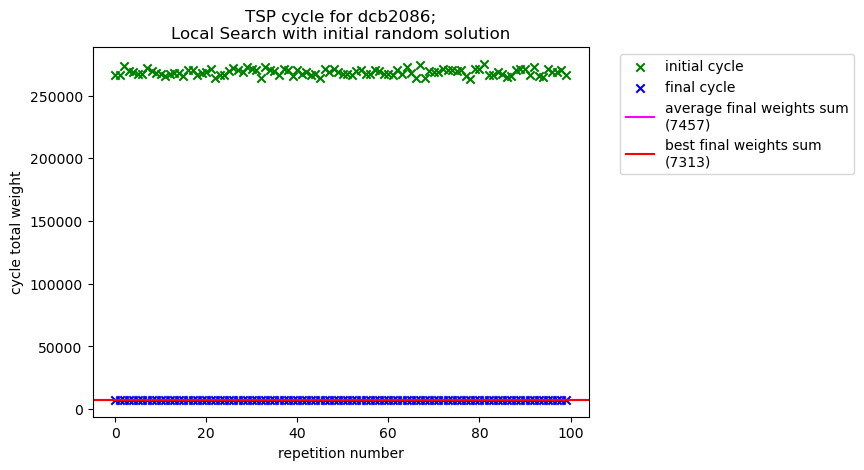 TSP cycle for dcb2086;
Local Search with initial random solution
cycle total weight
250000
200000
150000
100000
50000
0
0
20
40
60
80
100
repetition number
initial cycle
final cycle
average final weights sum
(7457)
best final weights sum
(7313)